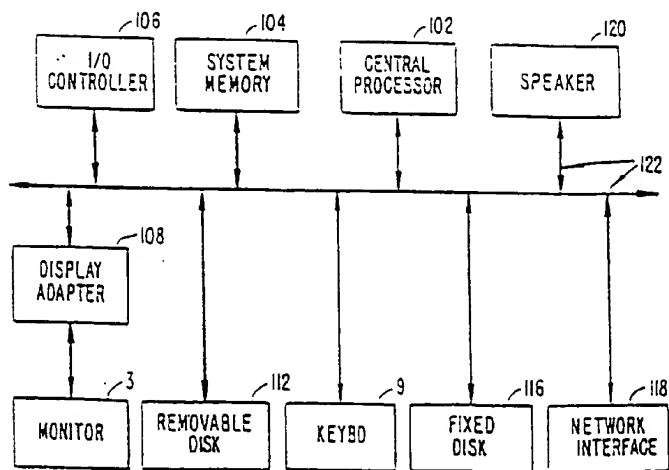 106
104
102
120
I/O
CONTROLLER
SYSTEM
MEMORY
CENTRAL
PROCESSOR
SPEAKER
122
108
DISPLAY
ADAPTER
3
112
9
116
118
MONITOR
REMOVABLE
DISK
KEYBD
FIXED
DISK
NETWORK
INTERFACE